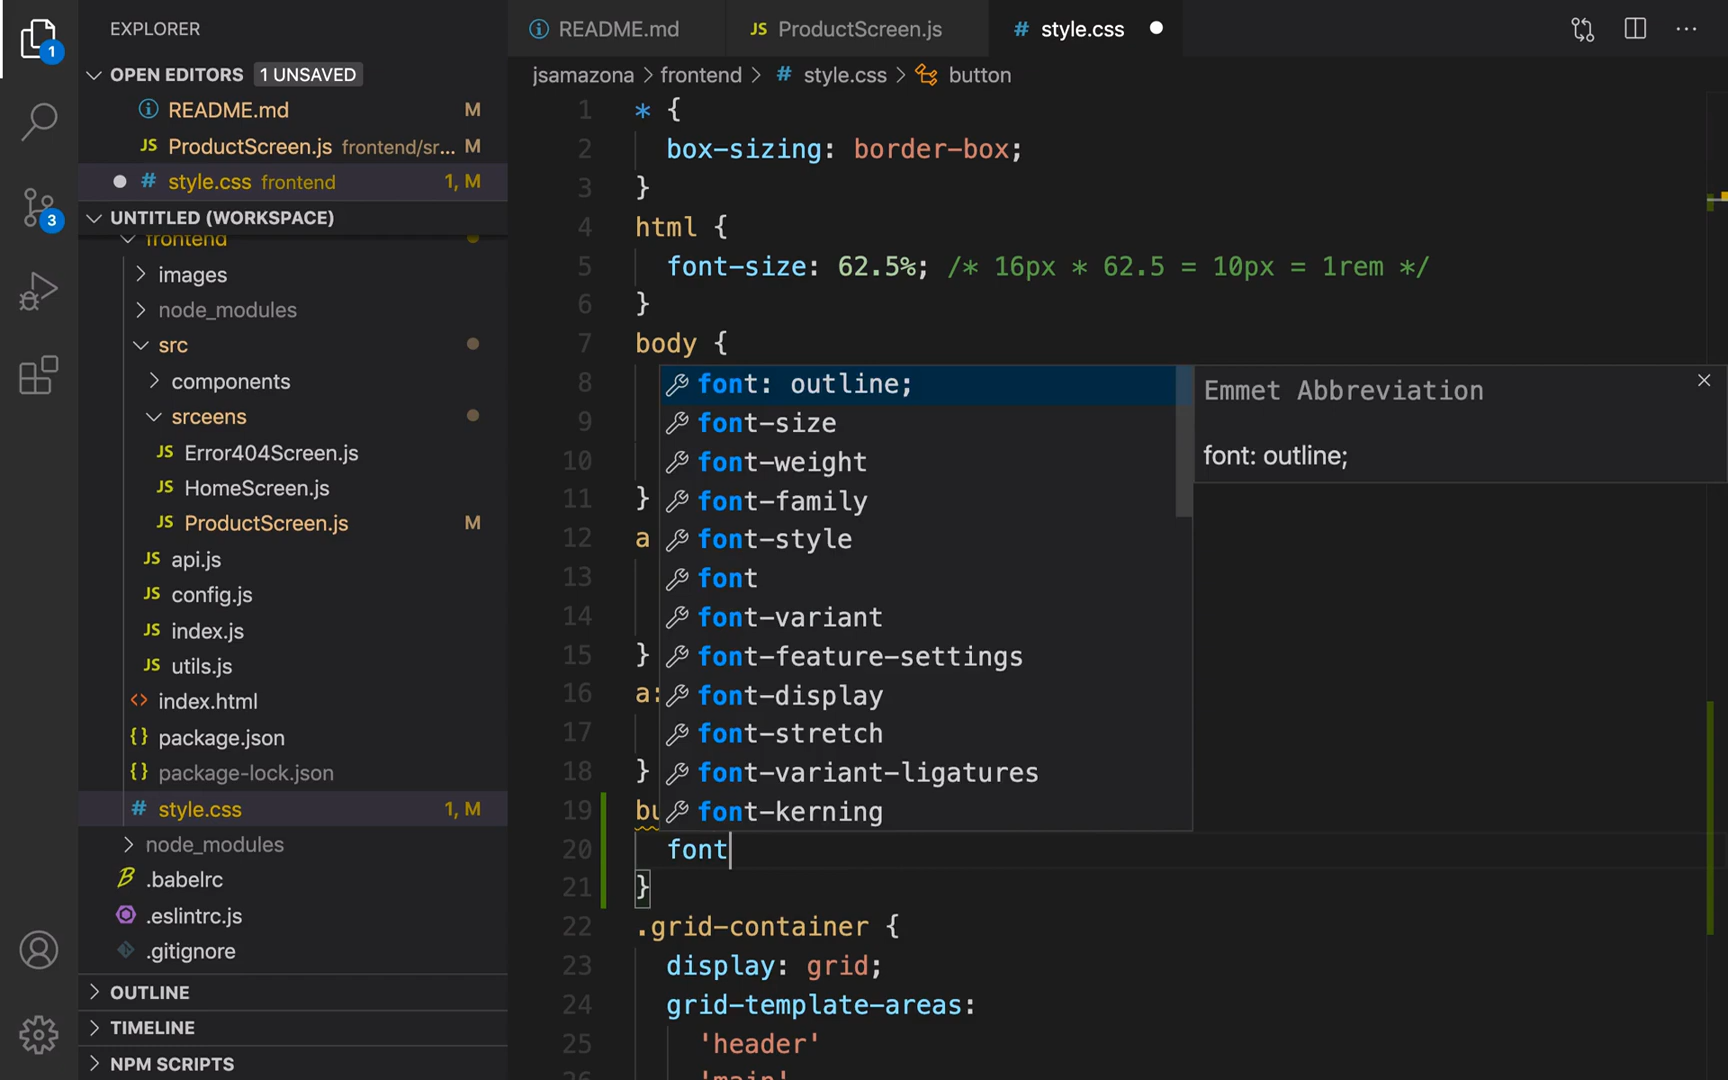 EXPLORER
OPEN EDITORS 1 UNSAVED
README.md M
ProductScreen.js frontend/sr... M
style.css frontend 1, M
UNTITLED (WORKSPACE)
frontend
images
node_modules
src
components
srceens
JS Error404Screen.js
JS HomeScreen.js
JS ProductScreen.js M
JS api.js
JS config.js
JS index.js
JS utils.js
<> index.html
{} package.json
{} package-lock.json
# style.css 1, M
node_modules
.babelrc
.eslintrc.js
.gitignore
OUTLINE
TIMELINE
NPM SCRIPTS
1
3
README.md JS ProductScreen.js # style.css
jsamazona > frontend > # style.css > button
1 * {
2 box-sizing: border-box;
3 }
4 html {
5 font-size: 62.5%; /* 16px * 62.5 = 10px = 1rem */
6 }
7 body {
8
9
10
11 }
12 a
13
14
15 }
16 a:
17
18 }
19 bu
20 font
21 }
22 .grid-container {
23 display: grid;
24 grid-template-areas:
25 'header'
26 'main'
font: outline;
font-size
font-weight
font-family
font-style
font
font-variant
font-feature-settings
font-display
font-stretch
font-variant-ligatures
font-kerning
Emmet Abbreviation
font: outline;